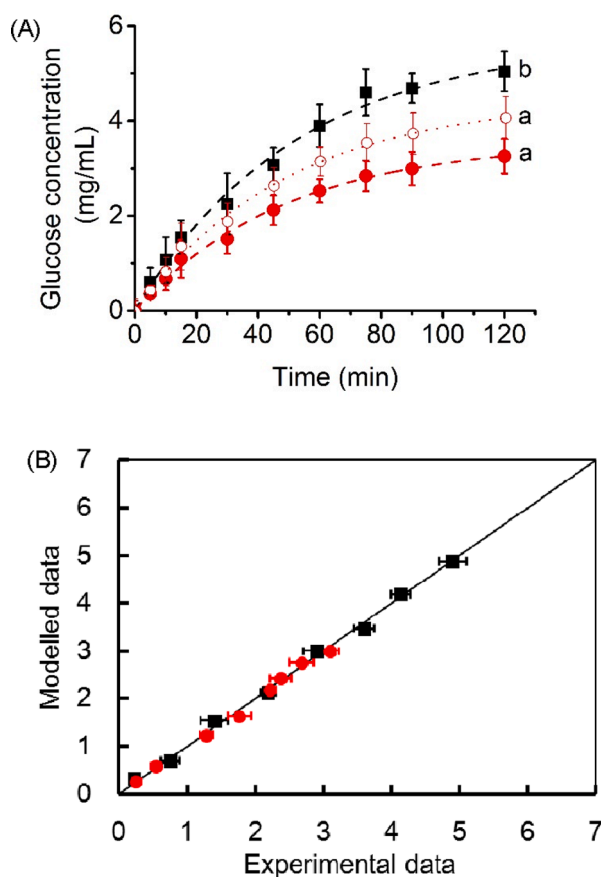 (A)
6
4
2
0
Glucose concentration
(mg/mL)
b
a
a
0 20 40 60 80 100 120
Time (min)
(B)
7
6
5
4
3
2
1
0
Modelled data
0 1 2 3 4 5 6 7
Experimental data